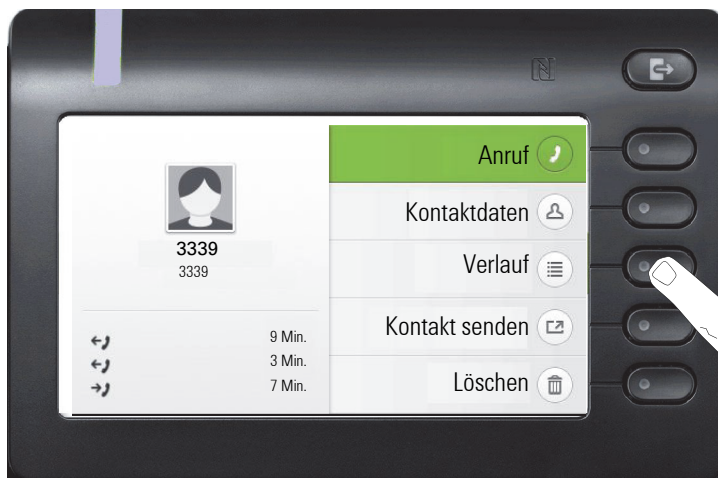 Anruf
Kontaktdaten
3339
3339
Verlauf
Kontakt senden
9 Min.
3 Min.
7 Min.
Löschen